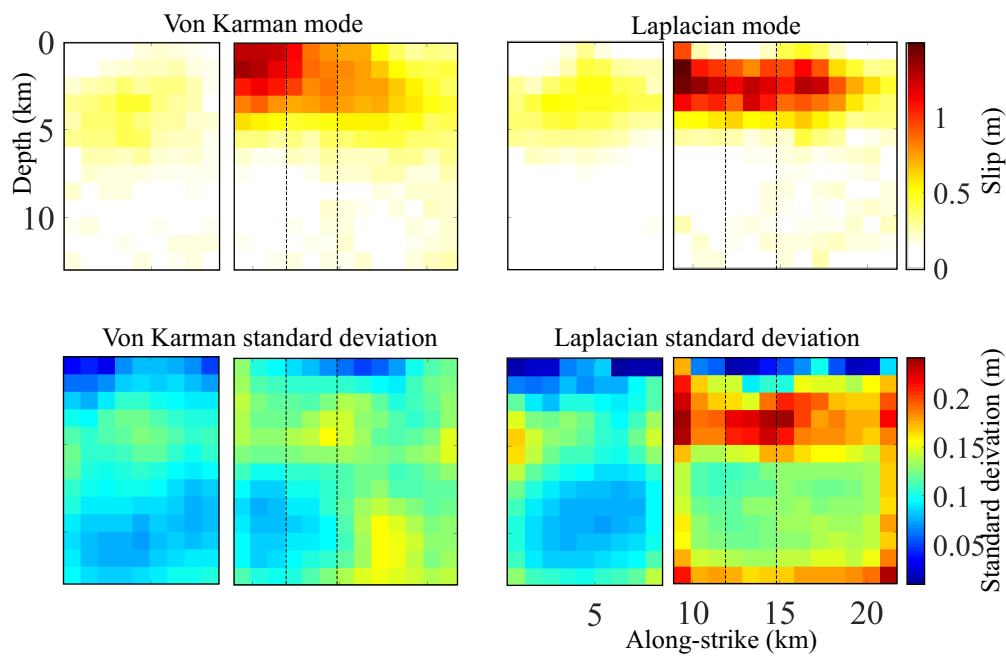 Von Karman mode
Laplacian mode
0
5
10
Depth (km)
1
0.5
0
Slip (m)
Von Karman standard deviation
Laplacian standard deviation
0.2
0.15
0.1
0.05
Standard deivation (m)
5
10
15
20
Along-strike (km)